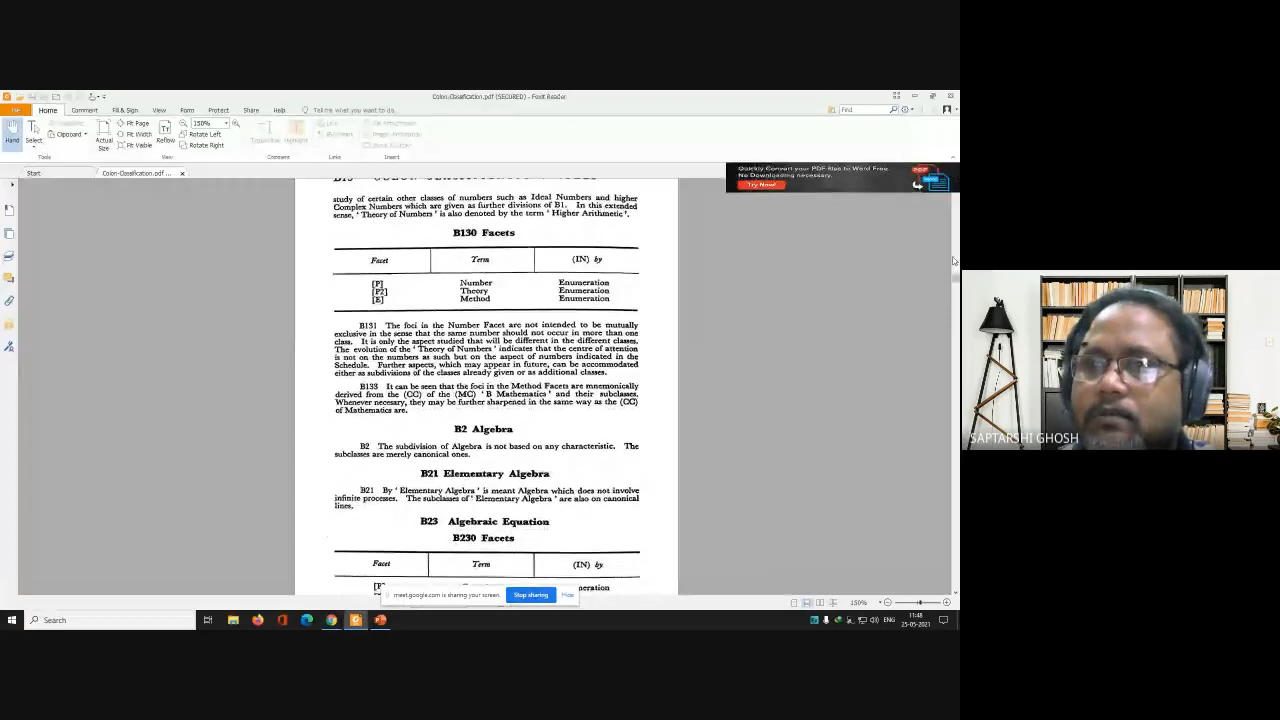 Colon-Classification.pdf (SECURED) - Foxit Reader
File Home Comment Fill & Sign View Form Protect Share Help Tell me what you want to do.
Find
Hand
Select
Clipboard
Actual Size
Fit Page
Fit Width
Fit Visible
Reflow
150%
Rotate Left
Rotate Right
Typewriter
Highlight
Link
Bookmark
File Attachment
Image Annotation
Tools View Comment Links Insert
Start Colon-Classification.pdf ...
Quickly Convert your PDF files to Word Free.
No Downloading necessary.
Try Now!
study of certain other classes of numbers such as Ideal Numbers and higher
Complex Numbers which are given as further divisions of B1. In this extended
sense, ' Theory of Numbers ' is also denoted by the term ' Higher Arithmetic '.
B130 Facets
Facet Term (IN) by
[P] Number Enumeration
[P2] Theory Enumeration
[E] Method Enumeration
B131 The foci in the Number Facet are not intended to be mutually
exclusive in the sense that the same number should not occur in more than one
class. It is only the aspect studied that will be different in the different classes.
The evolution of the ' Theory of Numbers ' indicates that the centre of attention
is not on the numbers as such but on the aspect of numbers indicated in the
Schedule. Further aspects, which may appear in future, can be accommodated
either as subdivisions of the classes already given or as additional classes.
B133 It can be seen that the foci in the Method Facets are mnemonically
derived from the (CC) of the (MC) ' B Mathematics ' and their subclasses.
Whenever necesary, they may be further sharpened in the same way as the (CC)
of Mathematics are.
B2 Algebra
B2 The subdivision of Algebra is not based on any characteristic. The
subclasses are merely canonical ones.
B21 Elementary Algebra
B21 By ' Elementary Algebra ' is meant Algebra which does not involve
infinite processes. The subclasses of ' Elementary Algebra ' are also on canonical
lines.
B23 Algebraic Equation
B230 Facets
Facet Term (IN) by
meet.google.com is sharing your screen.
Stop sharing
Hide
150%
Search
ENG
11:48
25-05-2021
SAPTARSHI GHOSH